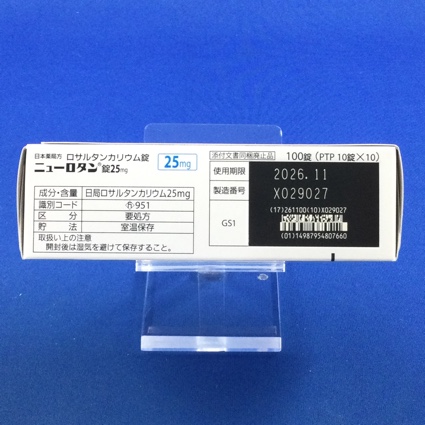 日本薬局方 ロサルタンカリウム錠
ニューロタン®錠25mg
25mg
成分・含量 日局ロサルタンカリウム25mg
識別コード 951
区分 要処方
貯法 室温保存
取扱い上の注意
開封後は湿気を避けて保存すること。
添付文書同梱廃止品 100錠 (PTP 10錠×10)
使用期限 2026.11
製造番号 X029027
GS1
(17)261100(10)X029027
(01)14987954807660